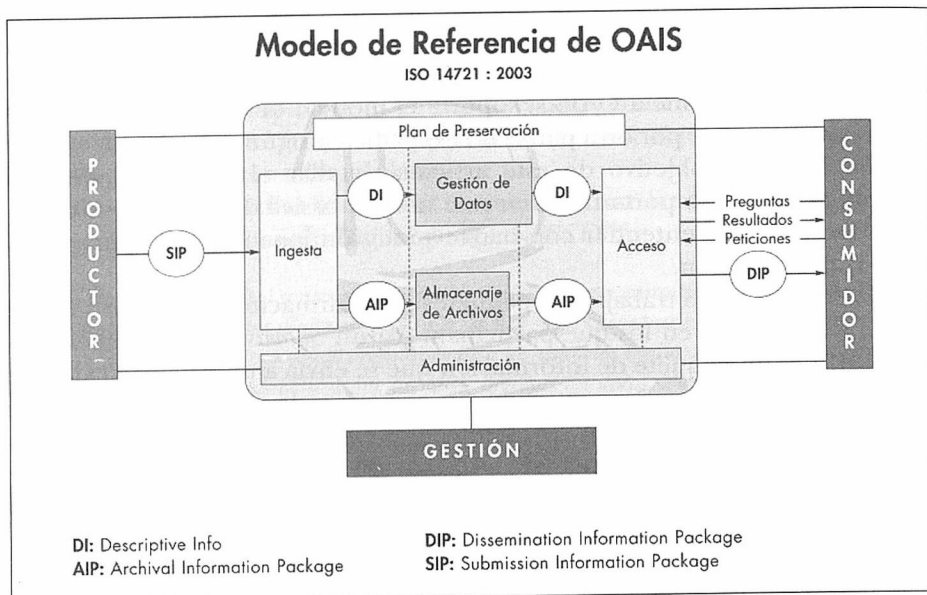 Modelo de Referencia de OAIS
ISO 14721 : 2003
Plan de Preservación
PRODUCTOR
CONSUMIDOR
SIP
Ingesta
DI
Gestión de
Datos
DI
AIP
Almacenaje
de Archivos
AIP
Acceso
Preguntas
Resultados
Peticiones
DIP
Administración
GESTIÓN
DI: Descriptive Info
AIP: Archival Information Package
DIP: Dissemination Information Package
SIP: Submission Information Package